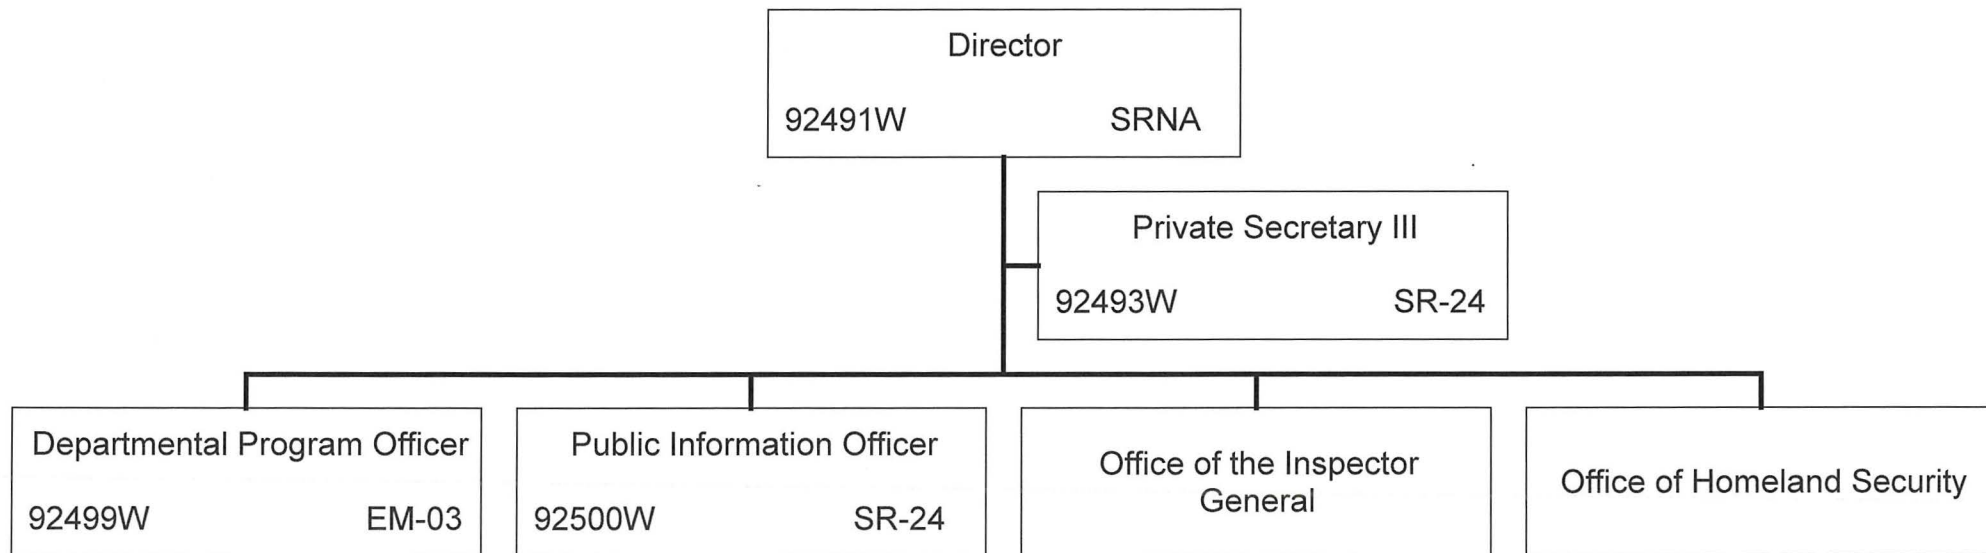 Director
92491W SRNA
Private Secretary III
92493W SR-24
Departmental Program Officer
92499W EM-03
Public Information Officer
92500W SR-24
Office of the Inspector
General
Office of Homeland Security